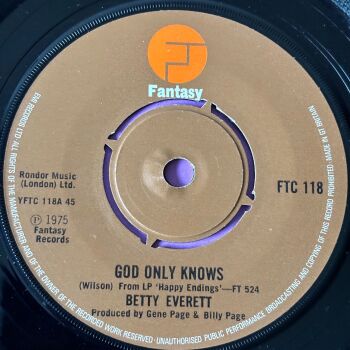 Fantasy
EMI RECORDS LTD ALL RIGHTS OF THE MANUFACTURER AND OF THE OWNER OF THE RECORDED WORK RESERVED UNAUTHORISED PUBLIC PERFORMANCE BROADCASTING AND COPYING OF THIS RECORD PROHIBITED · MADE IN GT BRITAIN
Rondor Music
(London) Ltd.
YFTC 118A 45
℗ 1975
Fantasy
Records
FTC 118
GOD ONLY KNOWS
(Wilson) From LP 'Happy Endings'—FT 524
BETTY EVERETT
Produced by Gene Page & Billy Page